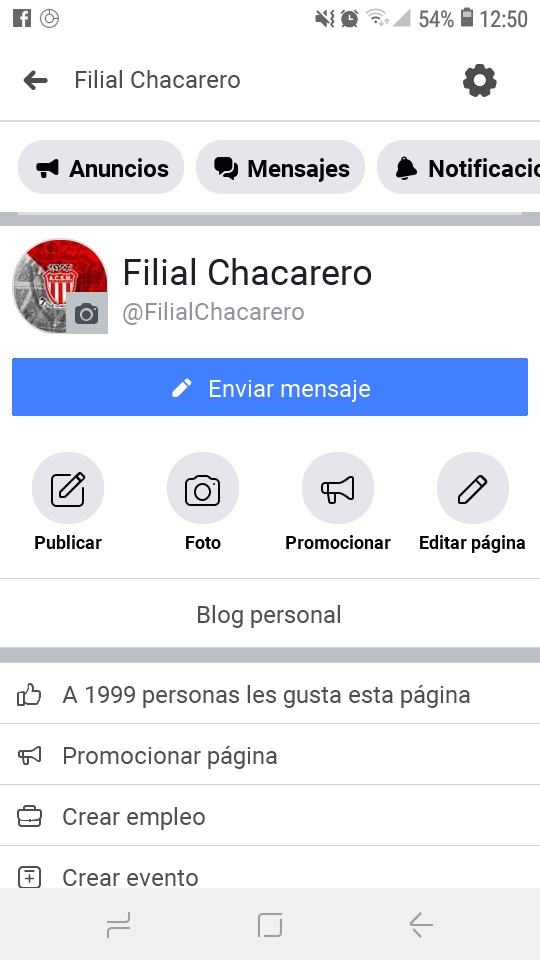 54% 12:50
Filial Chacarero
Anuncios Mensajes Notificacio
A.C.S.M.
Filial Chacarero
@FilialChacarero
Enviar mensaje
Publicar Foto Promocionar Editar página
Blog personal
A 1999 personas les gusta esta página
Promocionar página
Crear empleo
Crear evento